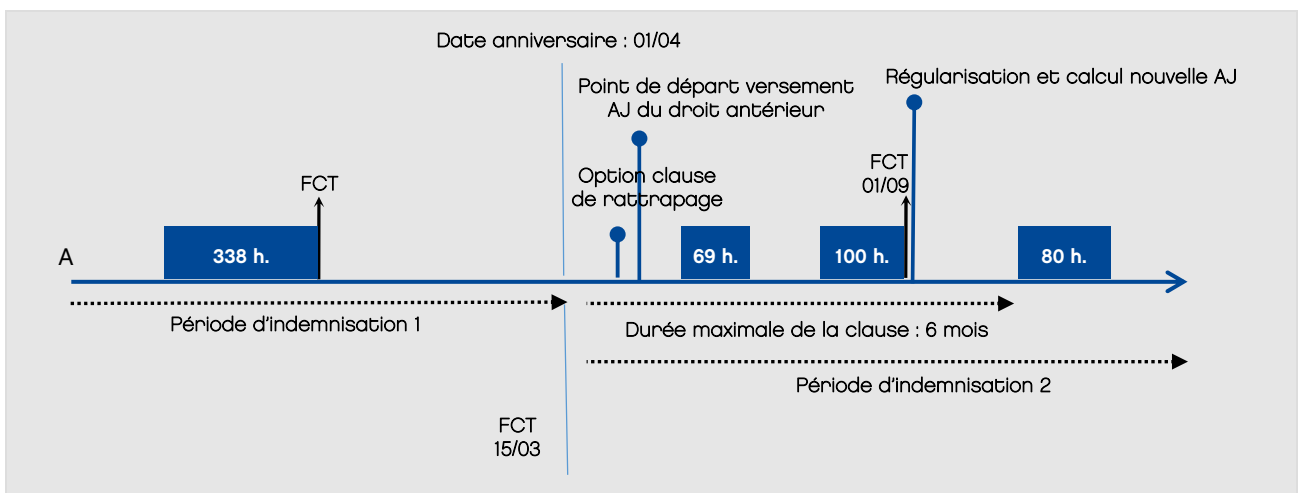 Date anniversaire : 01/04
Point de départ versement
AJ du droit antérieur
Régularisation et calcul nouvelle AJ
Option clause
de rattrapage
FCT
FCT
01/09
A
338 h.
69 h.
100 h.
80 h.
Période d'indemnisation 1
Durée maximale de la clause : 6 mois
Période d'indemnisation 2
FCT
15/03